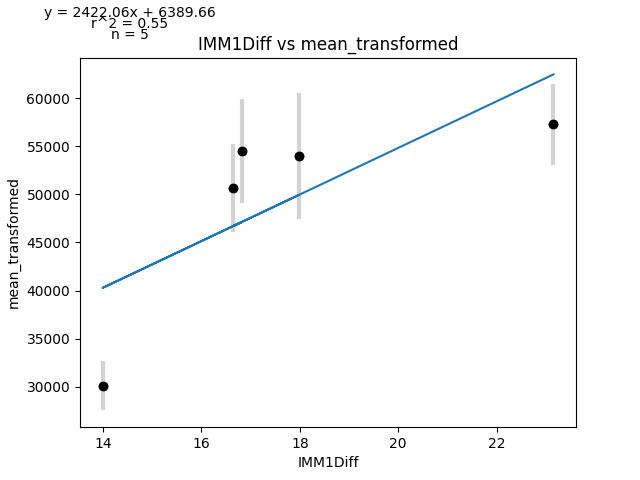 y = 2422.06x + 6389.66
r^2 = 0.55
n = 5
IMM1Diff vs mean_transformed
60000
55000
50000
45000
40000
35000
30000
mean_transformed
14 16 18 20 22
IMM1Diff